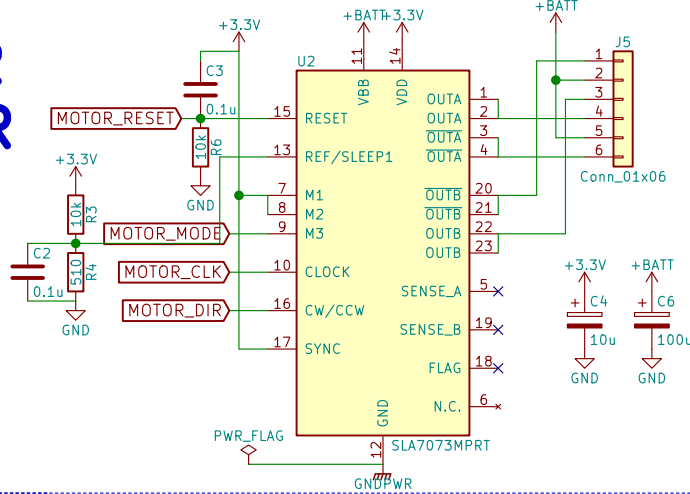 R
R
+3.3V
+BATT
+3.3V
+BATT
U2
11
14
J5
C3
0.1u
VBB
VDD
MOTOR_RESET
15
RESET
10k
R6
GND
13
REF/SLEEP1
OUTA
1
OUTA
2
OUTA
3
OUTA
4
1
2
3
4
5
6
Conn_01x06
+3.3V
10k
R3
7
M1
8
M2
MOTOR_MODE
9
M3
OUTB
20
OUTB
21
OUTB
22
OUTB
23
C2
0.1u
510
R4
GND
MOTOR_CLK
10
CLOCK
MOTOR_DIR
16
CW/CCW
17
SYNC
SENSE_A
5
SENSE_B
19
FLAG
18
N.C.
6
+3.3V
+
C4
10u
GND
+BATT
+
C6
100u
GND
GND
12
SLA7073MPRT
PWR_FLAG
GNDPWR